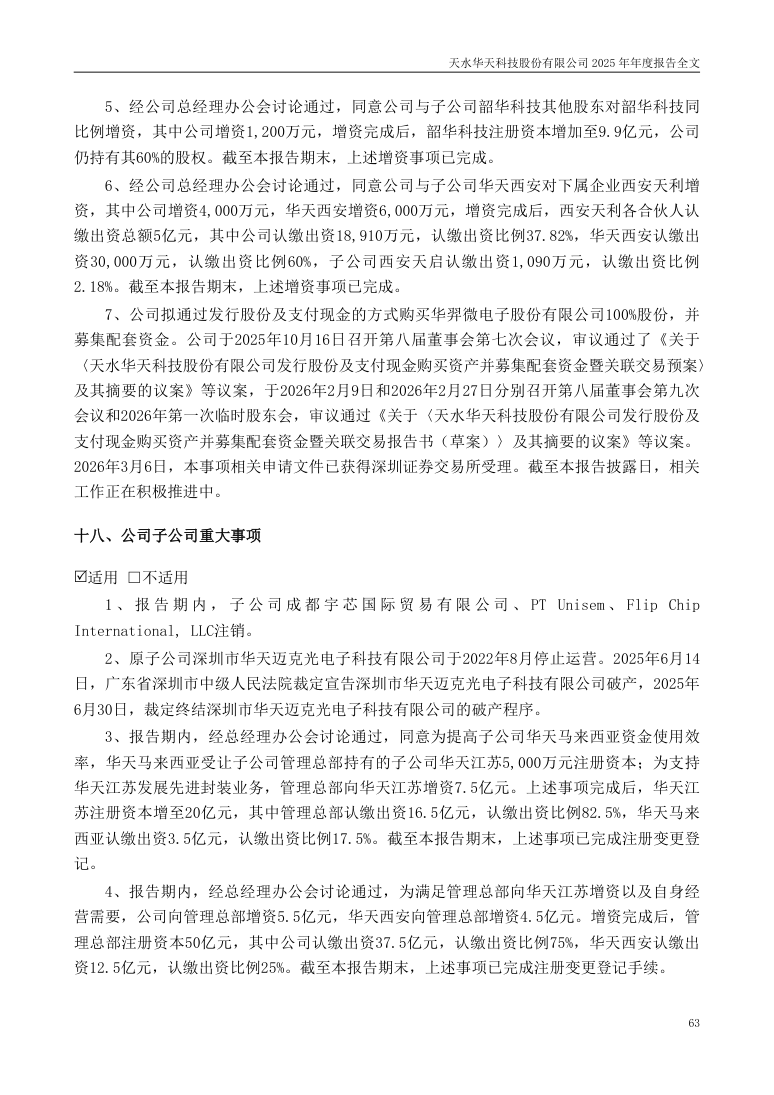 天水华天科技股份有限公司 2025 年年度报告全文
5、经公司总经理办公会讨论通过，同意公司与子公司韶华科技其他股东对韶华科技同
比例增资，其中公司增资1,200万元，增资完成后，韶华科技注册资本增加至9.9亿元，公司
仍持有其60%的股权。截至本报告期末，上述增资事项已完成。
6、经公司总经理办公会讨论通过，同意公司与子公司华天西安对下属企业西安天利增
资，其中公司增资4,000万元，华天西安增资6,000万元，增资完成后，西安天利各合伙人认
缴出资总额5亿元，其中公司认缴出资18,910万元，认缴出资比例37.82%，华天西安认缴出
资30,000万元，认缴出资比例60%，子公司西安天启认缴出资1,090万元，认缴出资比例
2.18%。截至本报告期末，上述增资事项已完成。
7、公司拟通过发行股份及支付现金的方式购买华羿微电子股份有限公司100%股份，并
募集配套资金。公司于2025年10月16日召开第八届董事会第七次会议，审议通过了《关于
〈天水华天科技股份有限公司发行股份及支付现金购买资产并募集配套资金暨关联交易预案〉
及其摘要的议案》等议案，于2026年2月9日和2026年2月27日分别召开第八届董事会第九次
会议和2026年第一次临时股东会，审议通过《关于〈天水华天科技股份有限公司发行股份及
支付现金购买资产并募集配套资金暨关联交易报告书（草案）〉及其摘要的议案》等议案。
2026年3月6日，本事项相关申请文件已获得深圳证券交易所受理。截至本报告披露日，相关
工作正在积极推进中。
十八、公司子公司重大事项
☑适用 □不适用
1、报告期内，子公司成都宇芯国际贸易有限公司、PT Unisem、Flip Chip
International, LLC注销。
2、原子公司深圳市华天迈克光电子科技有限公司于2022年8月停止运营。2025年6月14
日，广东省深圳市中级人民法院裁定宣告深圳市华天迈克光电子科技有限公司破产，2025年
6月30日，裁定终结深圳市华天迈克光电子科技有限公司的破产程序。
3、报告期内，经总经理办公会讨论通过，同意为提高子公司华天马来西亚资金使用效
率，华天马来西亚受让子公司管理总部持有的子公司华天江苏5,000万元注册资本；为支持
华天江苏发展先进封装业务，管理总部向华天江苏增资7.5亿元。上述事项完成后，华天江
苏注册资本增至20亿元，其中管理总部认缴出资16.5亿元，认缴出资比例82.5%，华天马来
西亚认缴出资3.5亿元，认缴出资比例17.5%。截至本报告期末，上述事项已完成注册变更登
记。
4、报告期内，经总经理办公会讨论通过，为满足管理总部向华天江苏增资以及自身经
营需要，公司向管理总部增资5.5亿元，华天西安向管理总部增资4.5亿元。增资完成后，管
理总部注册资本50亿元，其中公司认缴出资37.5亿元，认缴出资比例75%，华天西安认缴出
资12.5亿元，认缴出资比例25%。截至本报告期末，上述事项已完成注册变更登记手续。
63